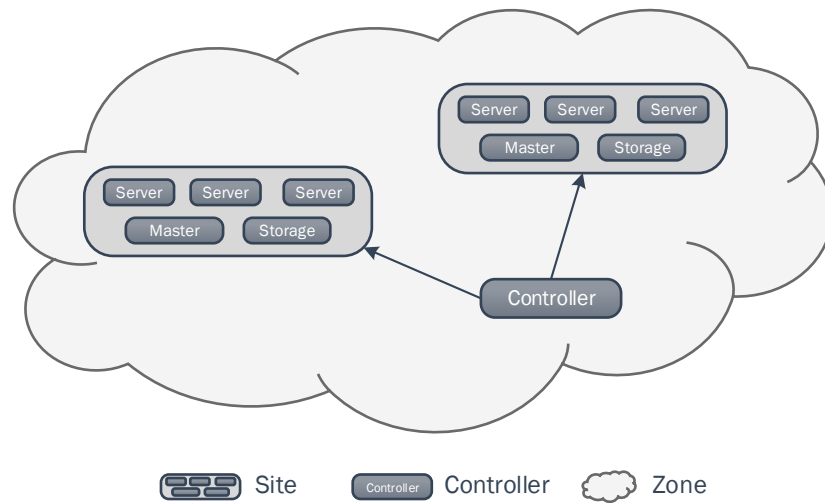 Server Server Server
Master Storage
Server Server Server
Master Storage
Controller
Controller
Site Controller Zone